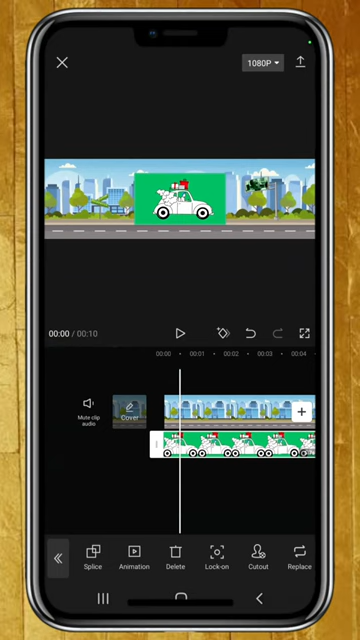 1080P
00:00 / 00:10
00:00 00:01 00:02 00:03 00:04
Mute clip
audio
Cover
Splice Animation Delete Lock-on Cutout Replace